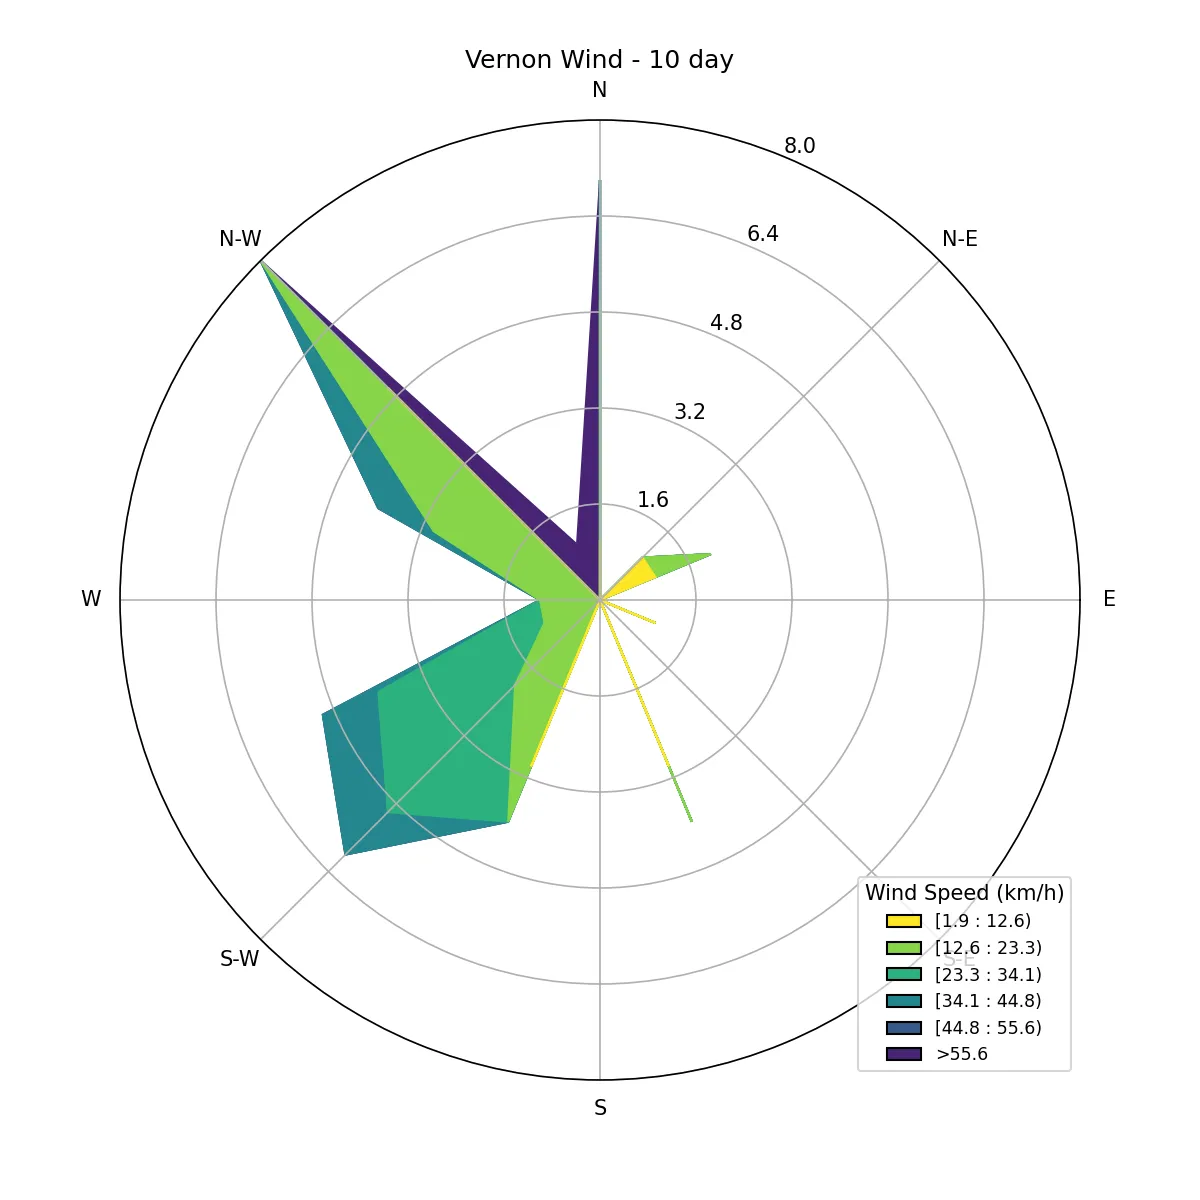 Vernon Wind - 10 day
N
8.0
N-W
N-E
6.4
4.8
3.2
1.6
W
E
S-W
S-E
Wind Speed (km/h)
[1.9 : 12.6)
[12.6 : 23.3)
[23.3 : 34.1)
[34.1 : 44.8)
[44.8 : 55.6)
>55.6
S